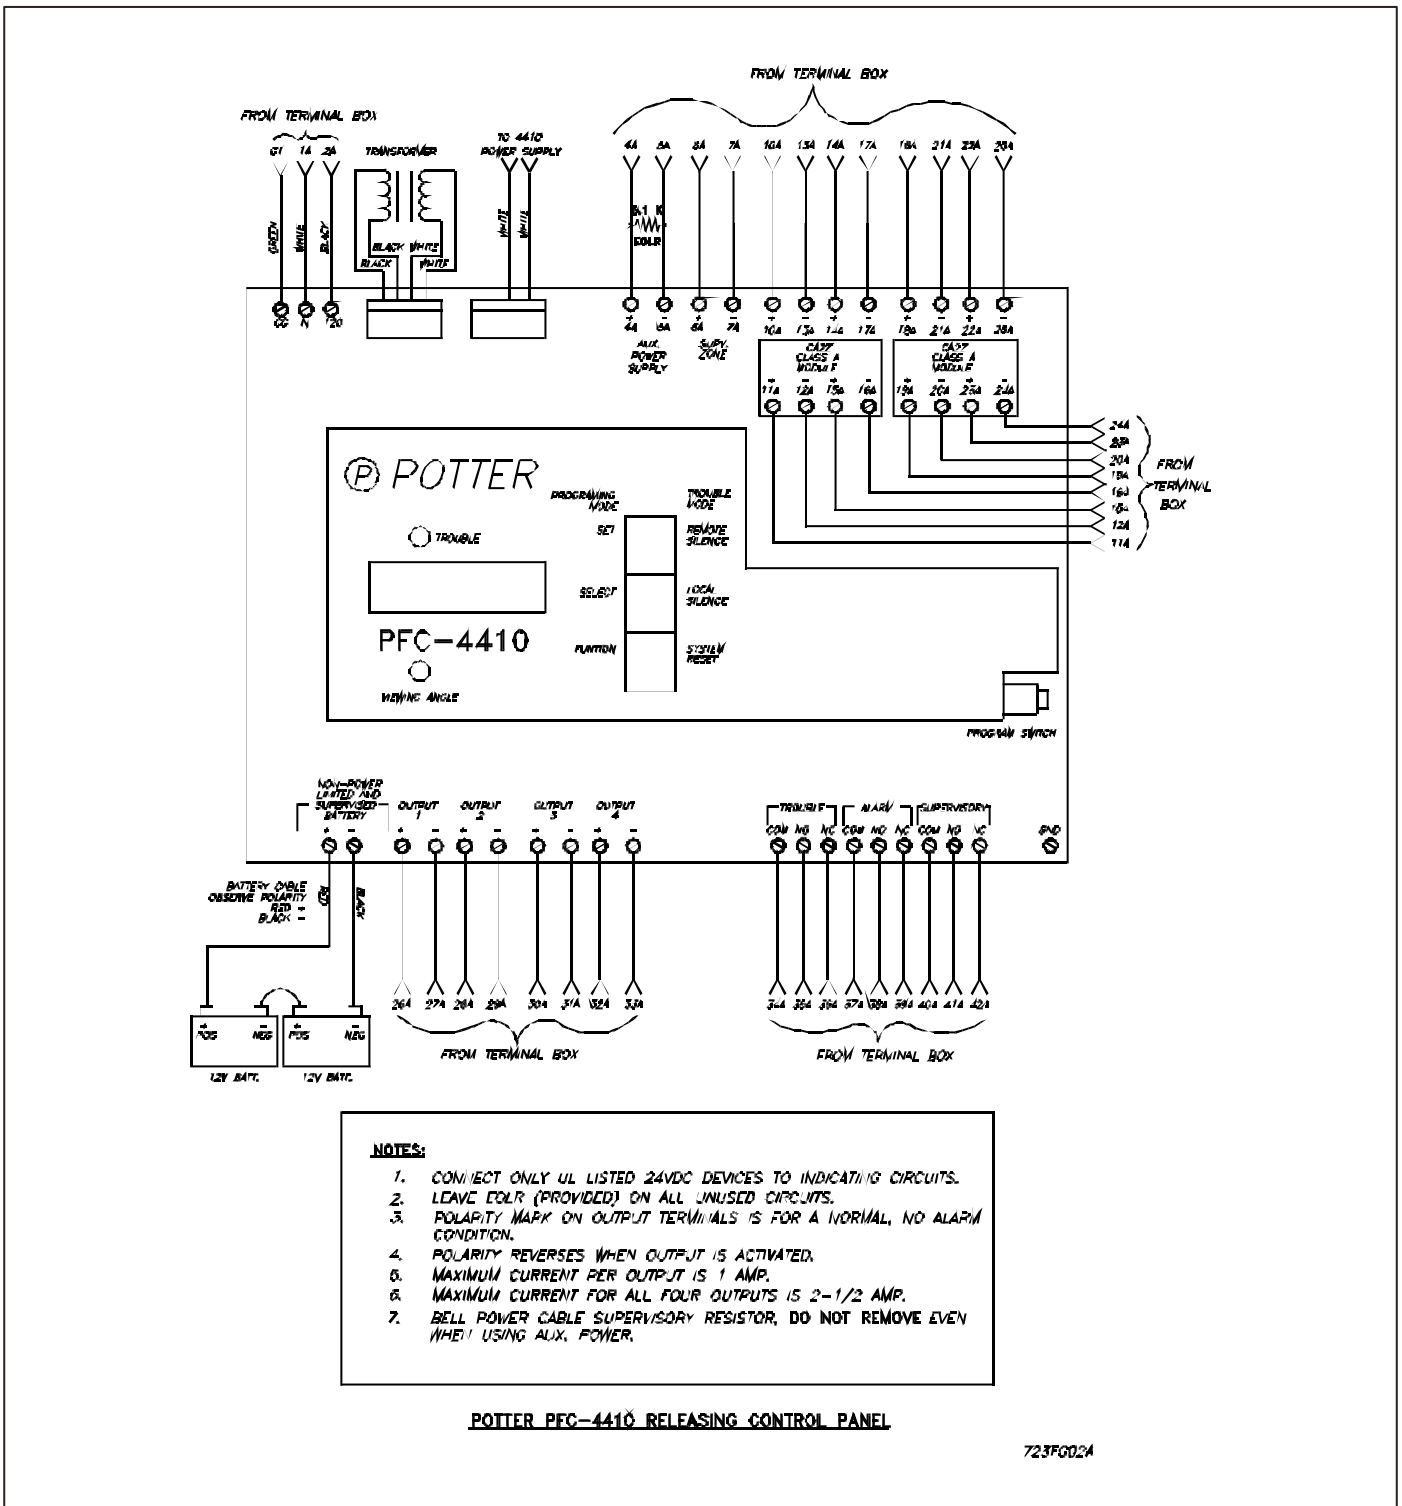 FROM TERMINAL BOX
FROM TERMINAL BOX
G1 1A 2A
TRANSFORMER
TO 4410
POWER SUPPLY
4A 7A 10A 13A 14A 17A 18A 21A
GREEN WHITE
BLACK WHITE
BLACK WHITE
WHITE WHITE
EOLR
N 120
+ - + - + - + - + - + -
4A 7A 10A 13A 14A 17A 18A 21A 22A
AUX.
POWER
SUPPLY
SUPV.
ZONE
CLASS A
MODULE
CLASS A
MODULE
+ - + - + - + -
11A 12A 15A 16A 19A 20A 24A
24A
20A
19A
16A
15A
12A
11A
FROM
TERMINAL
BOX
P POTTER
PROGRAMING
MODE
TROUBLE
MODE
TROUBLE
SET
REMOTE
SILENCE
SELECT
LOCAL
SILENCE
PFC-4410
FUNTION
SYSTEM
RESET
VIEWING ANGLE
PROGRAM SWITCH
NON-POWER
LIMITED AND
SUPERVISED
BATTERY
OUTPUT
1
OUTPUT
2
OUTPUT
3
OUTPUT
4
+ - + - + - + - + -
TROUBLE ALARM SUPERVISORY
COM NO NC COM NO NC COM NO NC
GND
BATTERY CABLE
OBSERVE POLARITY
RED +
BLACK -
RED
BLACK
26A 27A 28A 29A 30A 31A 32A 33A
34A 35A 36A 37A 38A 39A 40A 41A 42A
FROM TERMINAL BOX
FROM TERMINAL BOX
+ - + -
POS NEG POS NEG
12V BATT. 12V BATT.
NOTES:
1. CONNECT ONLY UL LISTED 24VDC DEVICES TO INDICATING CIRCUITS.
2. LEAVE EOLR (PROVIDED) ON ALL UNUSED CIRCUITS.
3. POLARITY MARK ON OUTPUT TERMINALS IS FOR A NORMAL, NO ALARM
CONDITION.
4. POLARITY REVERSES WHEN OUTPUT IS ACTIVATED.
5. MAXIMUM CURRENT PER OUTPUT IS 1 AMP.
6. MAXIMUM CURRENT FOR ALL FOUR OUTPUTS IS 2-1/2 AMP.
7. BELL POWER CABLE SUPERVISORY RESISTOR, DO NOT REMOVE EVEN
WHEN USING AUX. POWER.
POTTER PFC-4410 RELEASING CONTROL PANEL
723FG02A